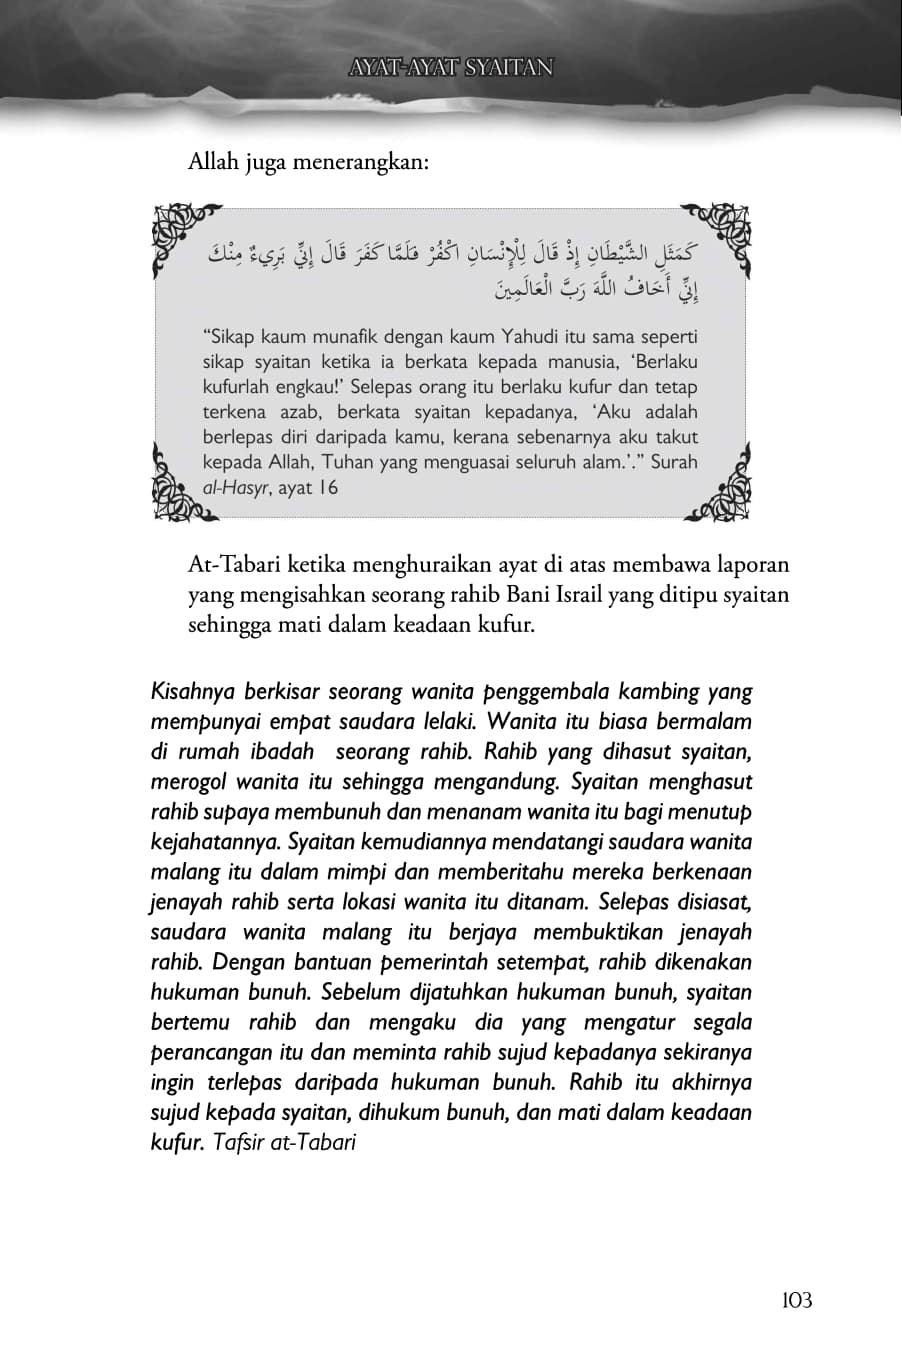 AYAT-AYAT SYAITAN
Allah juga menerangkan:
كَمَثَلِ الشَّيْطَانِ إِذْ قَالَ لِلْإِنْسَانِ اكْفُرْ فَلَمَّا كَفَرَ قَالَ إِنِّي بَرِيءٌ مِنْكَ
إِنِّي أَخَافُ اللَّهَ رَبَّ الْعَالَمِينَ
“Sikap kaum munafik dengan kaum Yahudi itu sama seperti
sikap syaitan ketika ia berkata kepada manusia, ‘Berlaku
kufurlah engkau!’ Selepas orang itu berlaku kufur dan tetap
terkena azab, berkata syaitan kepadanya, ‘Aku adalah
berlepas diri daripada kamu, kerana sebenarnya aku takut
kepada Allah, Tuhan yang menguasai seluruh alam.’.” Surah
al-Hasyr, ayat 16
At-Tabari ketika menghuraikan ayat di atas membawa laporan
yang mengisahkan seorang rahib Bani Israil yang ditipu syaitan
sehingga mati dalam keadaan kufur.
Kisahnya berkisar seorang wanita penggembala kambing yang
mempunyai empat saudara lelaki. Wanita itu biasa bermalam
di rumah ibadah seorang rahib. Rahib yang dihasut syaitan,
merogol wanita itu sehingga mengandung. Syaitan menghasut
rahib supaya membunuh dan menanam wanita itu bagi menutup
kejahatannya. Syaitan kemudiannya mendatangi saudara wanita
malang itu dalam mimpi dan memberitahu mereka berkenaan
jenayah rahib serta lokasi wanita itu ditanam. Selepas disiasat,
saudara wanita malang itu berjaya membuktikan jenayah
rahib. Dengan bantuan pemerintah setempat, rahib dikenakan
hukuman bunuh. Sebelum dijatuhkan hukuman bunuh, syaitan
bertemu rahib dan mengaku dia yang mengatur segala
perancangan itu dan meminta rahib sujud kepadanya sekiranya
ingin terlepas daripada hukuman bunuh. Rahib itu akhirnya
sujud kepada syaitan, dihukum bunuh, dan mati dalam keadaan
kufur. Tafsir at-Tabari
103